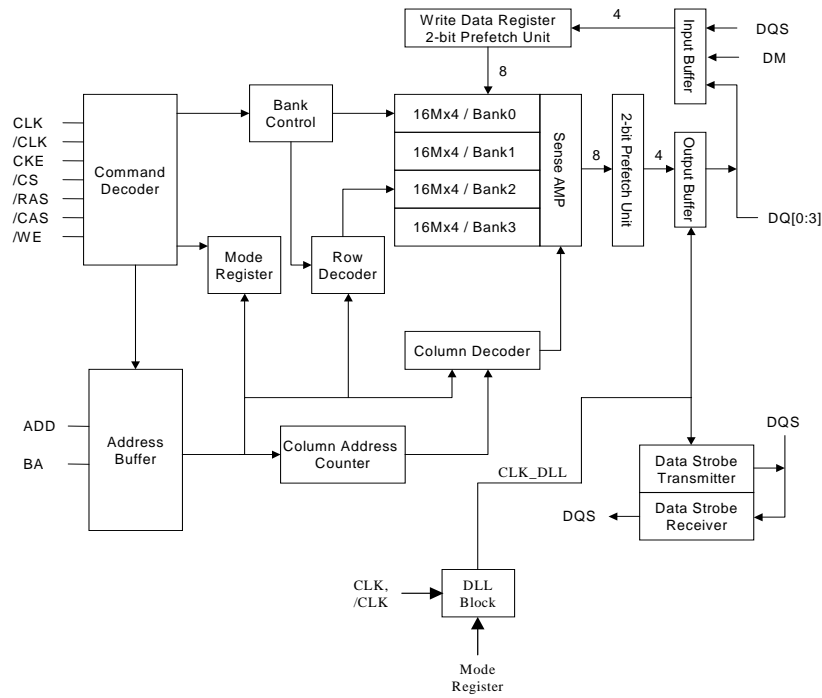 Write Data Register
2-bit Prefetch Unit
4
Input Buffer
DQS
DM
8
Bank
Control
16Mx4 / Bank0
16Mx4 / Bank1
16Mx4 / Bank2
16Mx4 / Bank3
Sense AMP
8
2-bit Prefetch Unit
4
Output Buffer
DQ[0:3]
CLK
/CLK
CKE
/CS
/RAS
/CAS
/WE
Command
Decoder
Mode
Register
Row
Decoder
Column Decoder
ADD
BA
Address
Buffer
Column Address
Counter
CLK_DLL
DQS
Data Strobe
Transmitter
Data Strobe
Receiver
DQS
CLK,
/CLK
DLL
Block
Mode
Register